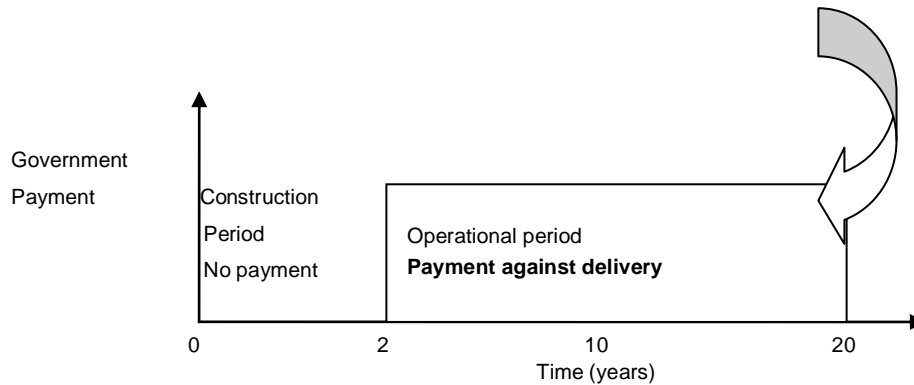 Government
Payment
Construction
Period
No payment
Operational period
Payment against delivery
0 2 10 20
Time (years)